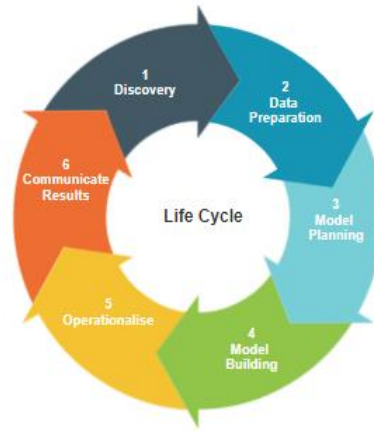 1
Discovery
2
Data
Preparation
3
Model
Planning
4
Model
Building
5
Operationalise
6
Communicate
Results
Life Cycle